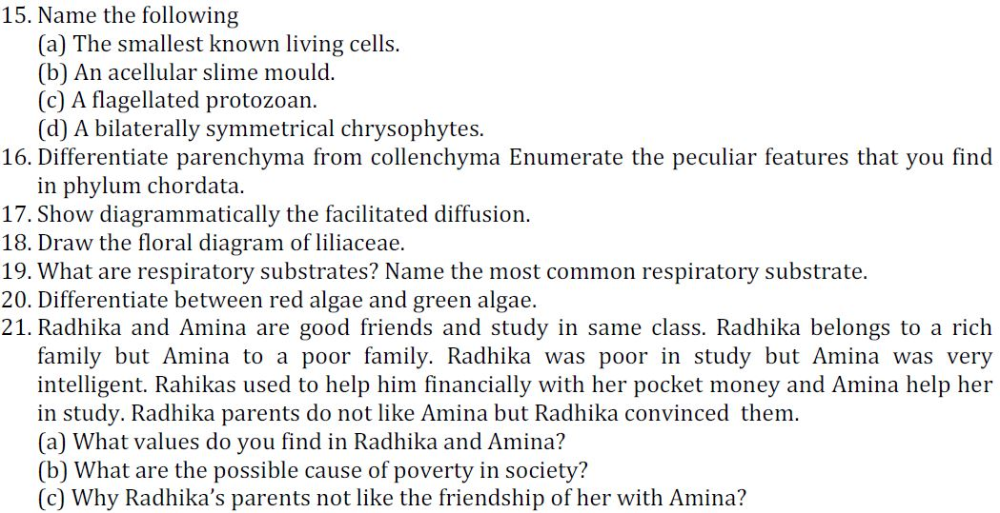 15. Name the following
(a) The smallest known living cells.
(b) An acellular slime mould.
(c) A flagellated protozoan.
(d) A bilaterally symmetrical chrysophytes.
16. Differentiate parenchyma from collenchyma Enumerate the peculiar features that you find
in phylum chordata.
17. Show diagrammatically the facilitated diffusion.
18. Draw the floral diagram of liliaceae.
19. What are respiratory substrates? Name the most common respiratory substrate.
20. Differentiate between red algae and green algae.
21. Radhika and Amina are good friends and study in same class. Radhika belongs to a rich
family but Amina to a poor family. Radhika was poor in study but Amina was very
intelligent. Rahikas used to help him financially with her pocket money and Amina help her
in study. Radhika parents do not like Amina but Radhika convinced them.
(a) What values do you find in Radhika and Amina?
(b) What are the possible cause of poverty in society?
(c) Why Radhika’s parents not like the friendship of her with Amina?